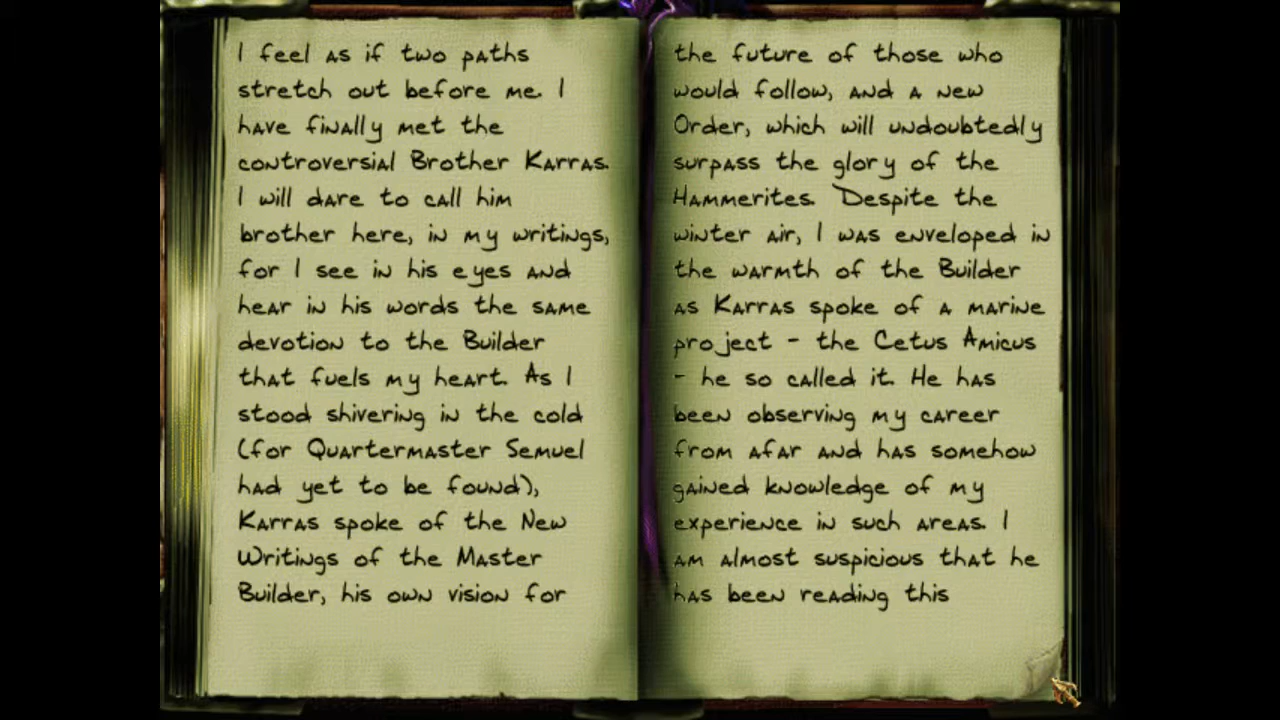 I feel as if two paths
stretch out before me. I
have finally met the
controversial Brother Karras.
I will dare to call him
brother here, in my writings,
for I see in his eyes and
hear in his words the same
devotion to the Builder
that fuels my heart. As I
stood shivering in the cold
(for Quartermaster Semuel
had yet to be found),
Karras spoke of the New
Writings of the Master
Builder, his own vision for
the future of those who
would follow, and a new
Order, which will undoubtedly
surpass the glory of the
Hammerites. Despite the
winter air, I was enveloped in
the warmth of the Builder
as Karras spoke of a marine
project - the Cetus Amicus
- he so called it. He has
been observing my career
from afar and has somehow
gained knowledge of my
experience in such areas. I
am almost suspicious that he
has been reading this